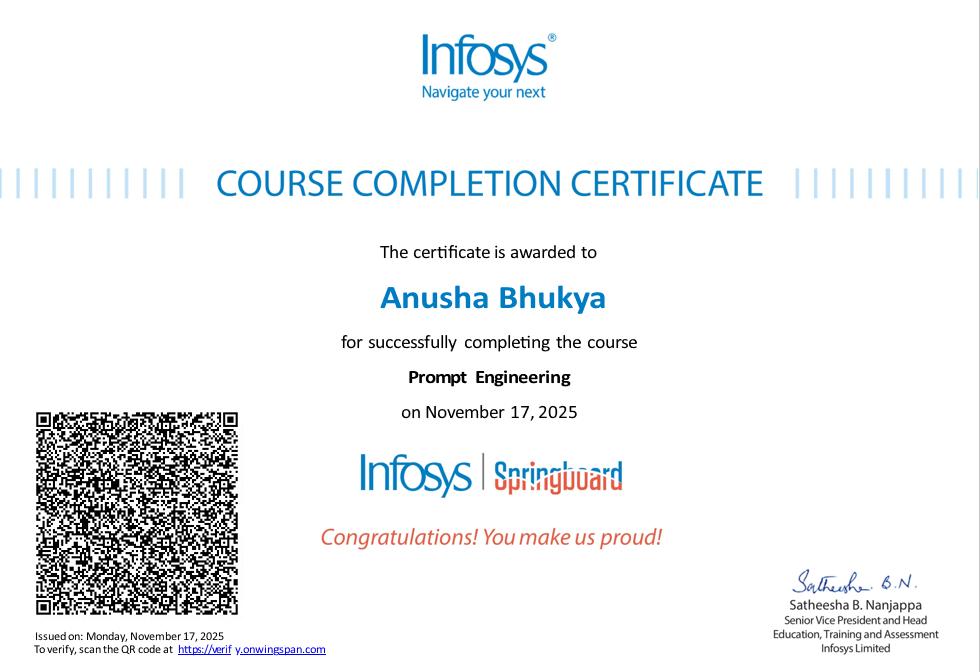 Infosys®
Navigate your next
COURSE COMPLETION CERTIFICATE
The certificate is awarded to
Anusha Bhukya
for successfully completing the course
Prompt Engineering
on November 17, 2025
Infosys | Springboard
Congratulations! You make us proud!
Satheesha B.N.
Satheesha B. Nanjappa
Senior Vice President and Head
Education, Training and Assessment
Infosys Limited
Issued on: Monday, November 17, 2025
To verify, scan the QR code at https://verif y.onwingspan.com